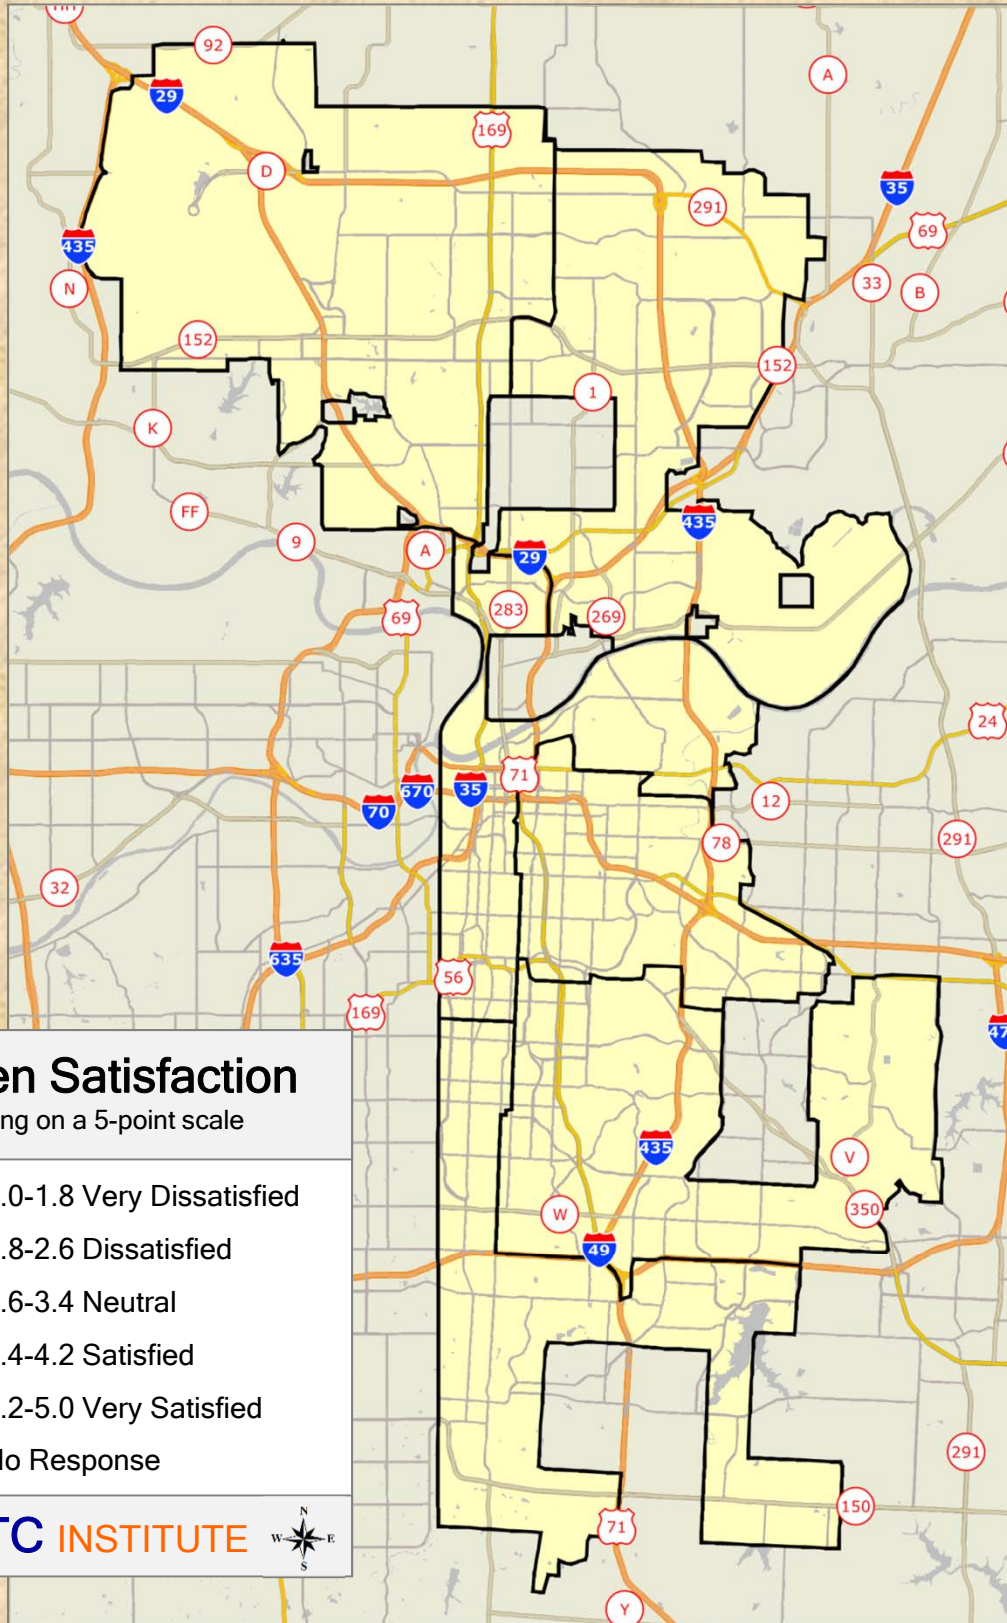 HH
92
A
29
169
D
35
291
69
435
N
33
B
152
152
1
K
FF
435
9
A
29
283
269
69
24
71
670
35
12
70
78
291
32
635
56
169
47
en Satisfaction
ng on a 5-point scale
435
V
.0-1.8 Very Dissatisfied
350
W
.8-2.6 Dissatisfied
49
.6-3.4 Neutral
.4-4.2 Satisfied
.2-5.0 Very Satisfied
291
lo Response
150
TC INSTITUTE
N
W E
S
71
Y